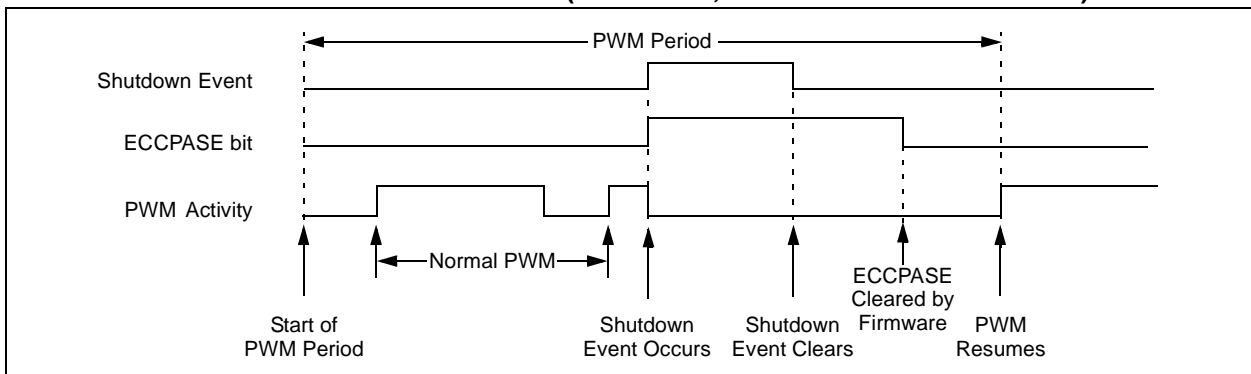 PWM Period
Shutdown Event
ECCPASE bit
PWM Activity
Normal PWM
Start of
PWM Period
Shutdown
Event Occurs
Shutdown
Event Clears
ECCPASE
Cleared by
Firmware
PWM
Resumes